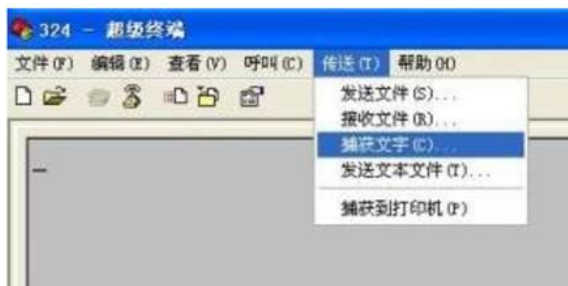 324 - 超级终端
文件(F) 编辑(E) 查看(V) 呼叫(C) 传送(T) 帮助(H)
发送文件(S)...
接收文件(R)...
捕获文字(C)...
发送文本文件(T)...
捕获到打印机(P)